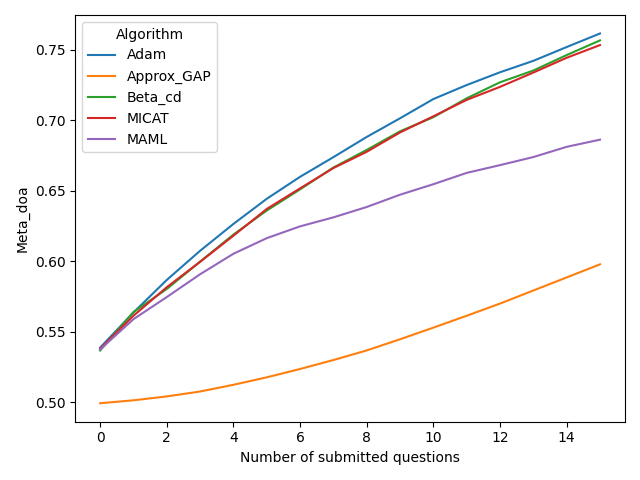 Algorithm
Adam
Approx_GAP
Beta_cd
MICAT
MAML
0.75
0.70
0.65
0.60
0.55
0.50
Meta_doa
0 2 4 6 8 10 12 14
Number of submitted questions